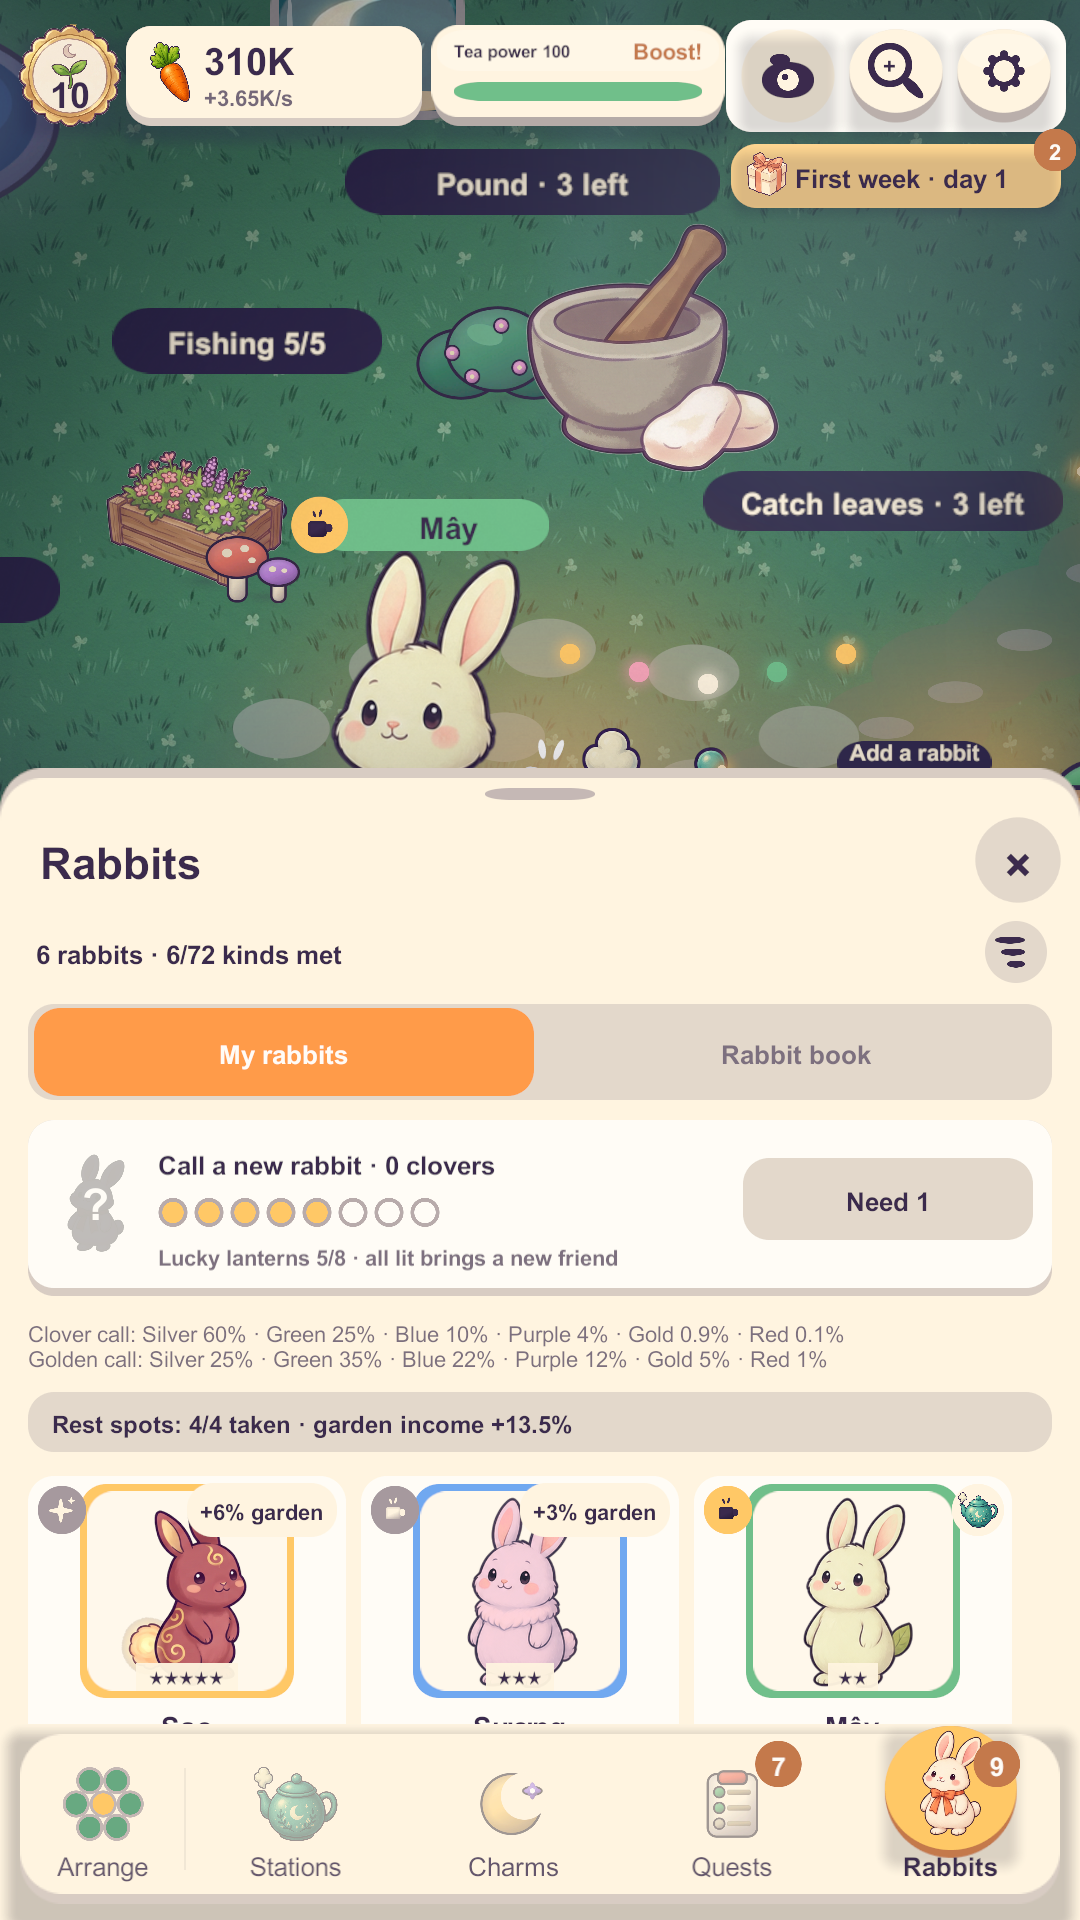 10
310K
+3.65K/s
Tea power 100
Boost!
2
First week · day 1
Pound · 3 left
Fishing 5/5
Catch leaves · 3 left
Mây
Add a rabbit
Rabbits
6 rabbits · 6/72 kinds met
My rabbits
Rabbit book
?
Call a new rabbit · 0 clovers
Need 1
Lucky lanterns 5/8 · all lit brings a new friend
Clover call: Silver 60% · Green 25% · Blue 10% · Purple 4% · Gold 0.9% · Red 0.1%
Golden call: Silver 25% · Green 35% · Blue 22% · Purple 12% · Gold 5% · Red 1%
Rest spots: 4/4 taken · garden income +13.5%
+6% garden
+3% garden
★★★★★
★★★
★★
Mây
7
9
Arrange
Stations
Charms
Quests
Rabbits